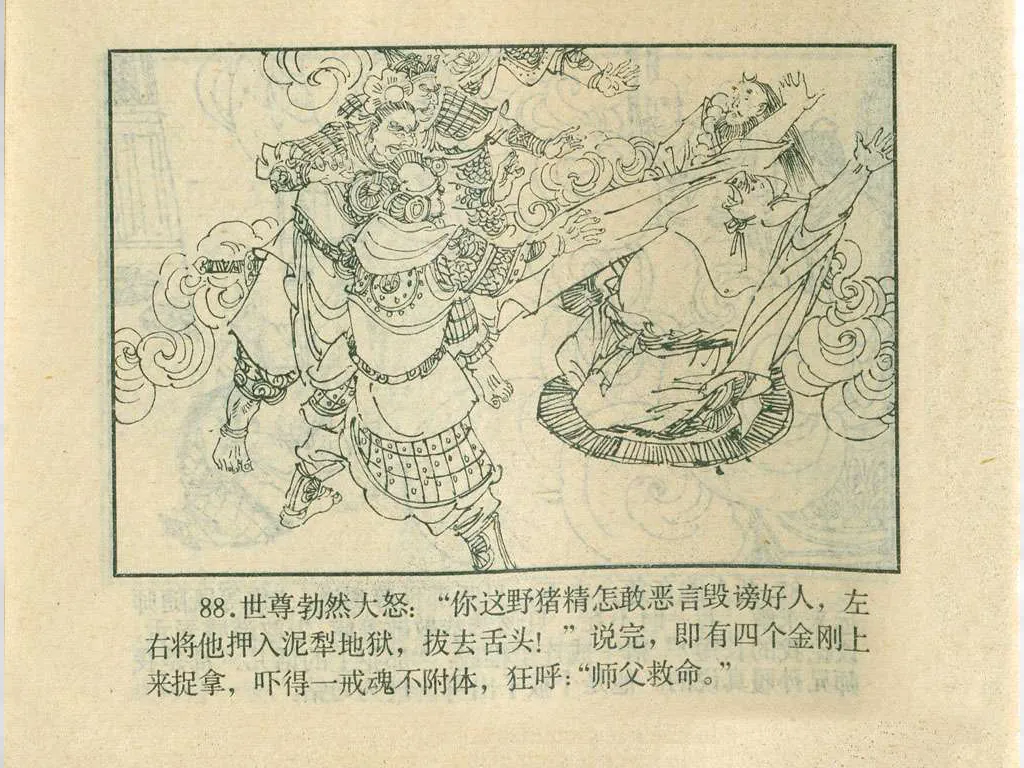 88.世尊勃然大怒：“你这野猪精怎敢恶言毁谤好人，左
右将他押入泥犁地狱，拔去舌头！”说完，即有四个金刚上
来捉拿，吓得一戒魂不附体，狂呼：“师父救命。”